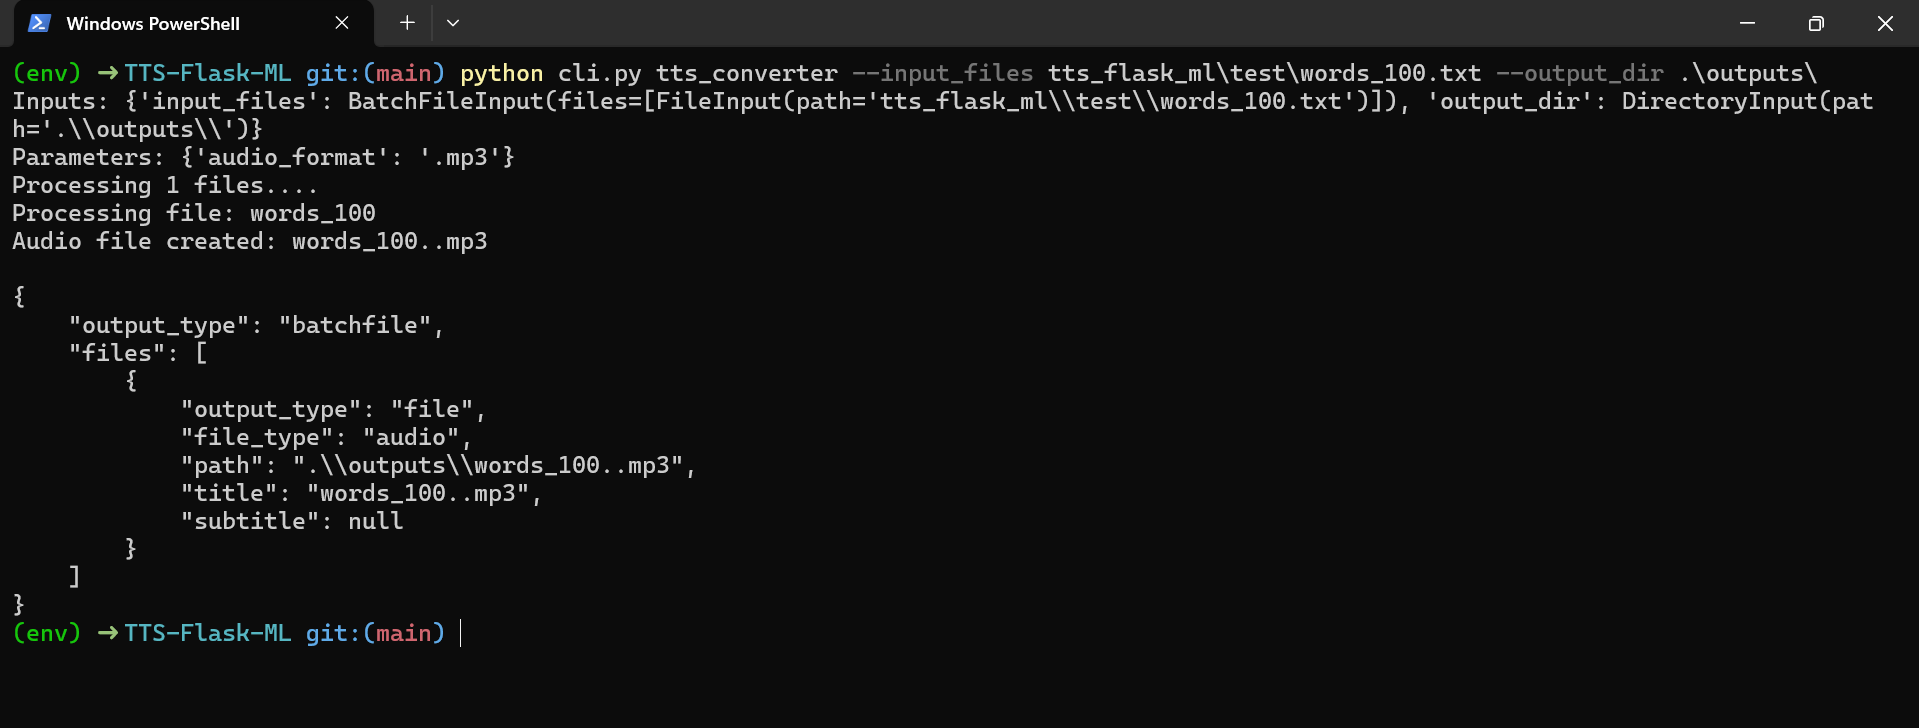 Windows PowerShell
(env) ➜ TTS-Flask-ML git:(main) python cli.py tts_converter --input_files tts_flask_ml\test\words_100.txt --output_dir .\outputs\
Inputs: {'input_files': BatchFileInput(files=[FileInput(path='tts_flask_ml\\test\\words_100.txt')]), 'output_dir': DirectoryInput(pat
h='.\\outputs\\')}
Parameters: {'audio_format': '.mp3'}
Processing 1 files....
Processing file: words_100
Audio file created: words_100..mp3

{
    "output_type": "batchfile",
    "files": [
        {
            "output_type": "file",
            "file_type": "audio",
            "path": ".\\outputs\\words_100..mp3",
            "title": "words_100..mp3",
            "subtitle": null
        }
    ]
}
(env) ➜ TTS-Flask-ML git:(main)